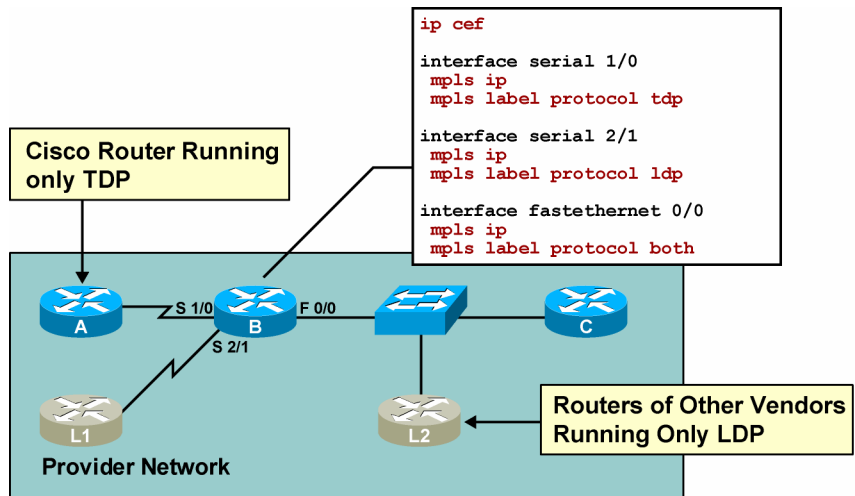 ip cef
interface serial 1/0
mpls ip
mpls label protocol tdp
interface serial 2/1
mpls ip
mpls label protocol ldp
interface fastethernet 0/0
mpls ip
mpls label protocol both
Cisco Router Running
only TDP
A
S 1/0
B
F 0/0
C
S 2/1
L1
L2
Routers of Other Vendors
Running Only LDP
Provider Network